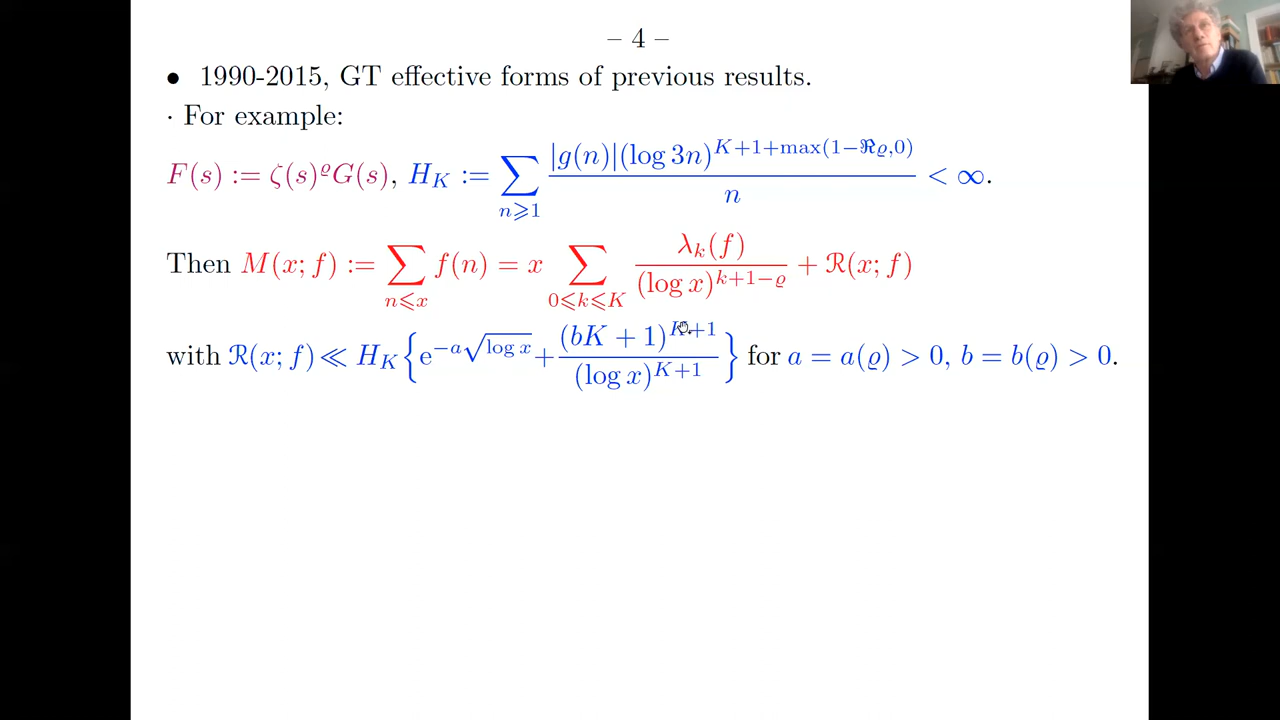 – 4 –
• 1990-2015, GT effective forms of previous results.
· For example:
F(s) := ζ(s)^ϱ G(s), H_K := ∑_{n⩾1} |g(n)|(log 3n)^{K+1+max(1−ℜϱ,0)} / n < ∞.
Then M(x; f) := ∑_{n⩽x} f(n) = x ∑_{0⩽k⩽K} λ_k(f) / (log x)^{k+1−ϱ} + ℛ(x; f)
with ℛ(x; f) ≪ H_K { e^{−a√(log x)} + (bK + 1)^{K+1} / (log x)^{K+1} } for a = a(ϱ) > 0, b = b(ϱ) > 0.